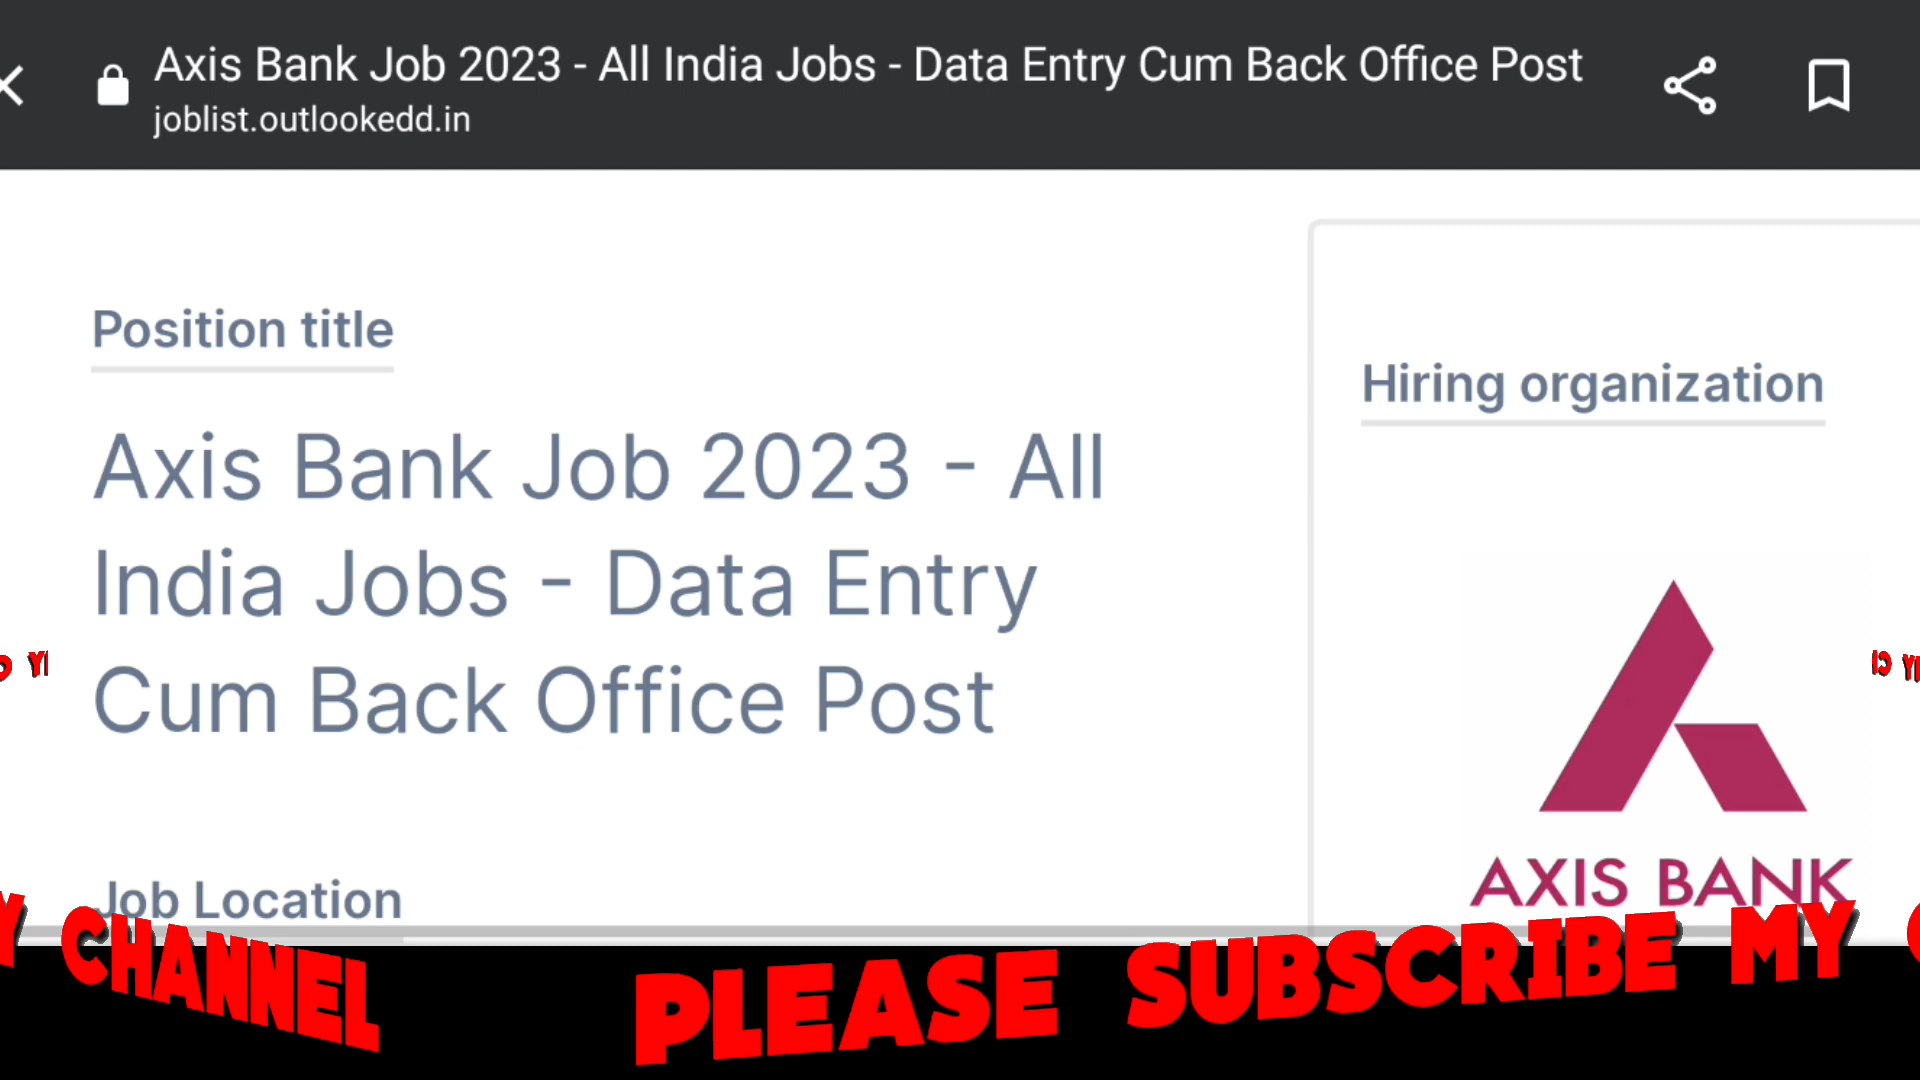 Axis Bank Job 2023 - All India Jobs - Data Entry Cum Back Office Post
joblist.outlookedd.in
Position title
Axis Bank Job 2023 - All
India Jobs - Data Entry
Cum Back Office Post
Hiring organization
AXIS BANK
Job Location
CHANNEL PLEASE SUBSCRIBE MY